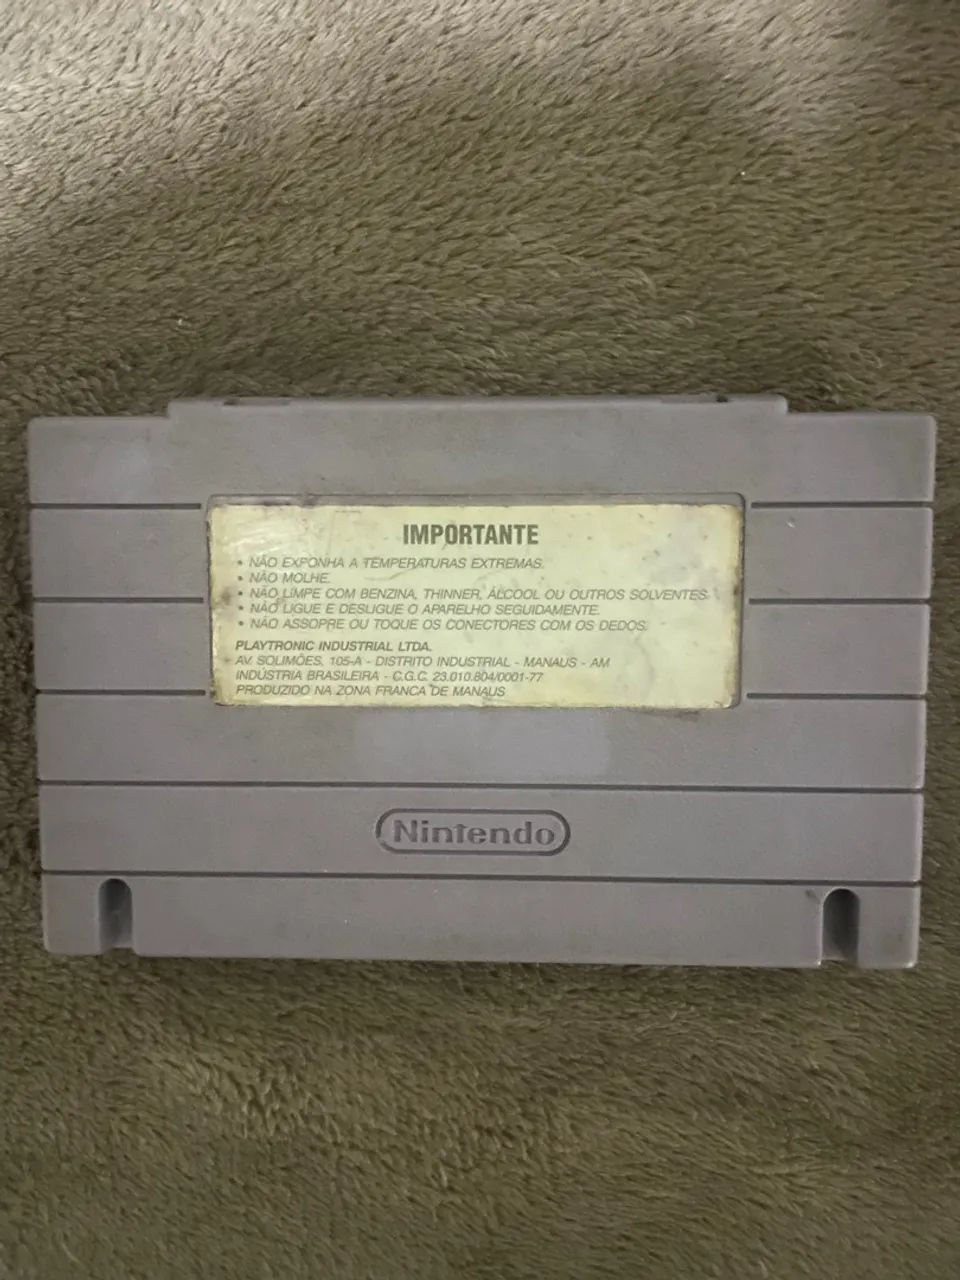 IMPORTANTE
• NÃO EXPONHA A TEMPERATURAS EXTREMAS.
• NÃO MOLHE.
• NÃO LIMPE COM BENZINA, THINNER, ÁLCOOL OU OUTROS SOLVENTES.
• NÃO LIGUE E DESLIGUE O APARELHO SEGUIDAMENTE.
• NÃO ASSOPRE OU TOQUE OS CONECTORES COM OS DEDOS.
PLAYTRONIC INDUSTRIAL LTDA.
AV. SOLIMÕES, 105-A - DISTRITO INDUSTRIAL - MANAUS - AM
INDÚSTRIA BRASILEIRA - C.G.C. 23.010.804/0001-77
PRODUZIDO NA ZONA FRANCA DE MANAUS
Nintendo